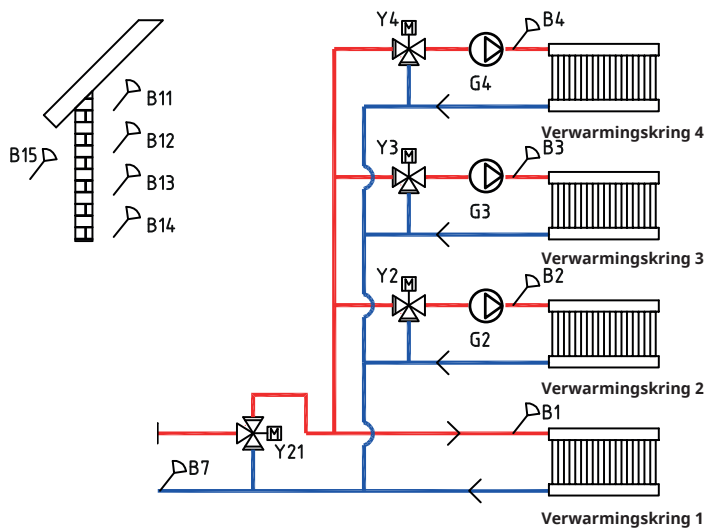 Y4
M
B4
G4
Verwarmingskring 4
B11
B12
B15
B13
B14
Y3
M
B3
G3
Verwarmingskring 3
Y2
M
B2
G2
Verwarmingskring 2
B1
M
Y21
B7
Verwarmingskring 1